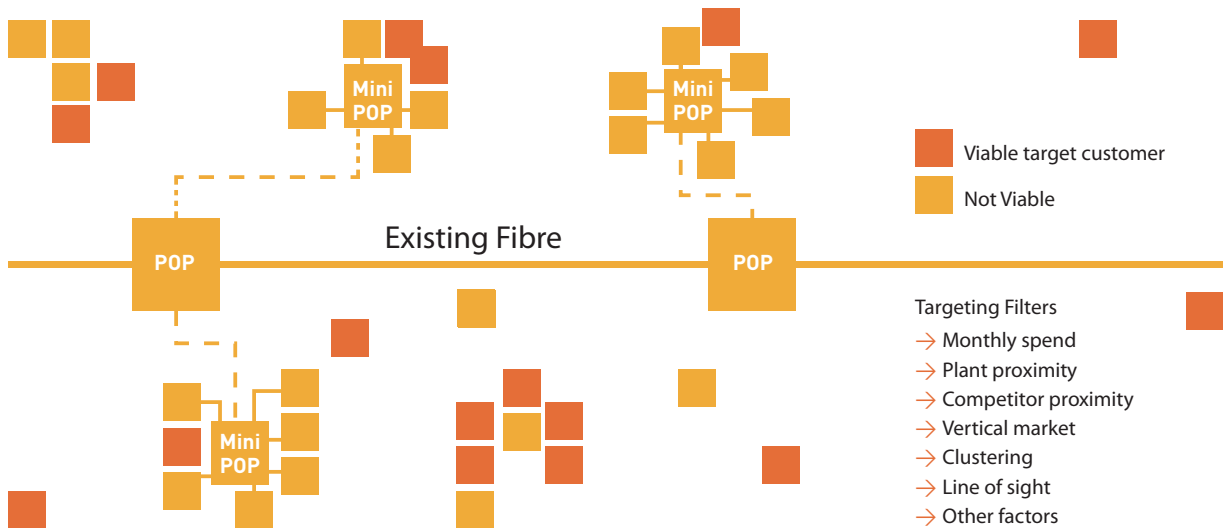 Mini
POP
Mini
POP
Viable target customer
Not Viable
Existing Fibre
POP
POP
Targeting Filters
→ Monthly spend
→ Plant proximity
→ Competitor proximity
→ Vertical market
→ Clustering
→ Line of sight
→ Other factors
Mini
POP